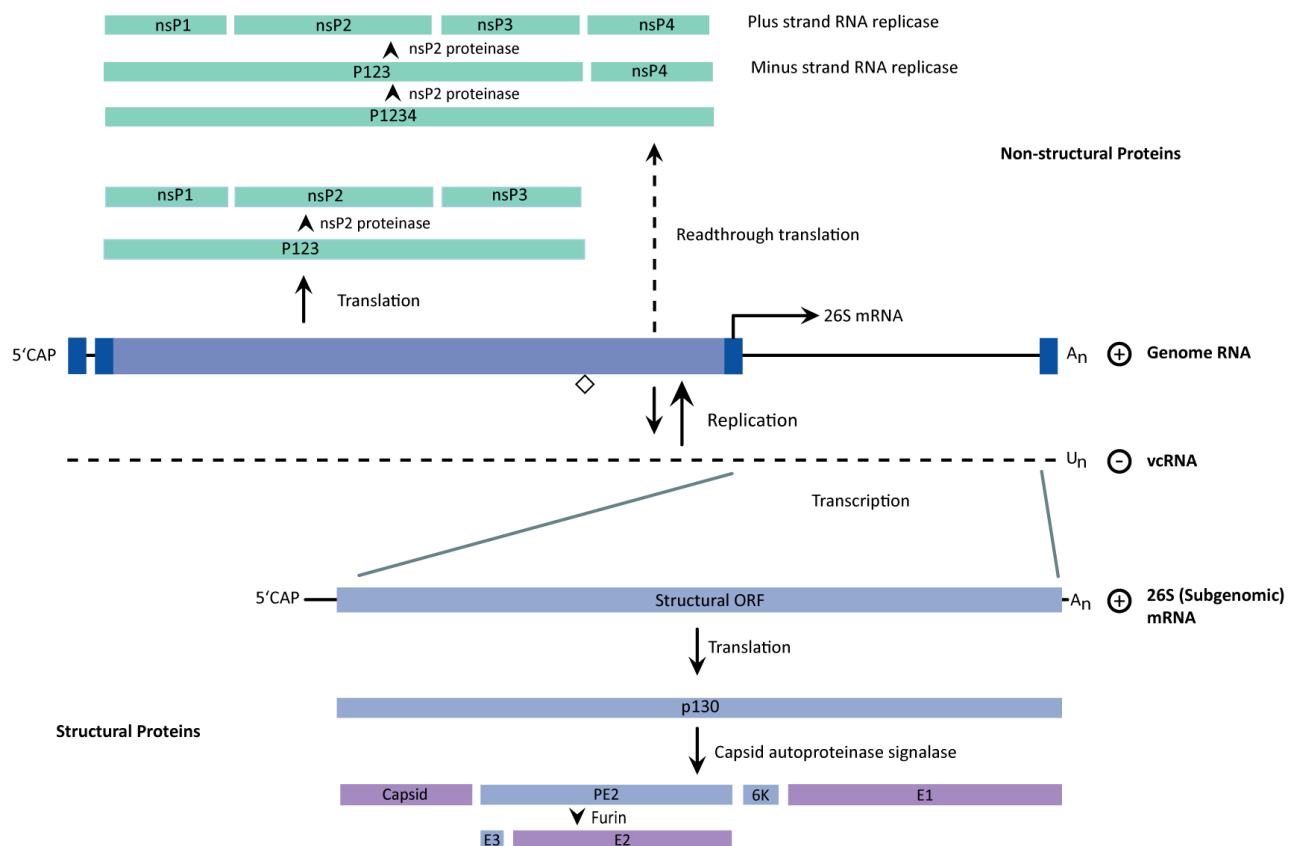 nsP1 nsP2 nsP3 nsP4 Plus strand RNA replicase
nsP2 proteinase
P123 nsP4 Minus strand RNA replicase
nsP2 proteinase
P1234
Non-structural Proteins
nsP1 nsP2 nsP3
nsP2 proteinase
Readthrough translation
P123
Translation
26S mRNA
5‘CAP An + Genome RNA
Replication
Un - vcRNA
Transcription
5‘CAP Structural ORF An + 26S (Subgenomic)
mRNA
Translation
p130
Structural Proteins
Capsid autoproteinase signalase
Capsid PE2 6K E1
Furin
E3 E2